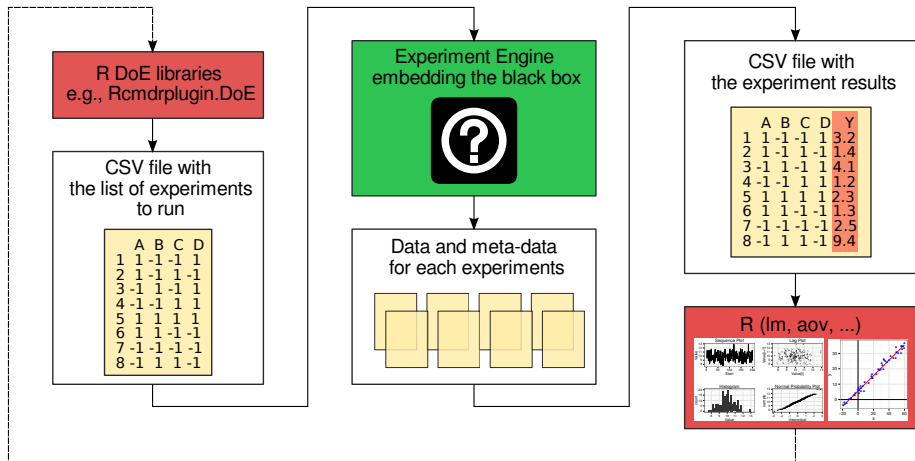 R DoE libraries
e.g., Rcmdrplugin.DoE
CSV file with
the list of experiments
to run
A B C D
1 1 -1 -1 1
2 1 -1 1 -1
3 -1 1 -1 1
4 -1 -1 1 1
5 1 1 1 1
6 1 1 -1 -1
7 -1 -1 -1 -1
8 -1 1 1 -1
Experiment Engine
embedding the black box
?
Data and meta-data
for each experiments
CSV file with
the experiment results
A B C D Y
1 1 -1 -1 1 3.2
2 1 -1 1 -1 1.4
3 -1 1 -1 1 4.1
4 -1 -1 1 1 1.2
5 1 1 1 1 2.3
6 1 1 -1 -1 1.3
7 -1 -1 -1 -1 2.5
8 -1 1 1 -1 9.4
R (lm, aov, ...)
Sequence Plot
Lag Plot
Histogram
Normal Probability Plot
Value